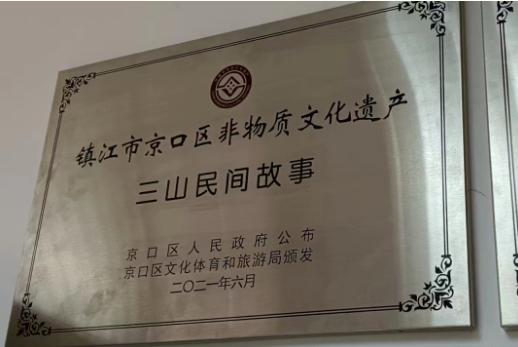 镇江市京口区非物质文化遗产
三山民间故事
京口区人民政府公布
京口区文化体育和旅游局颁发
二〇二一年六月